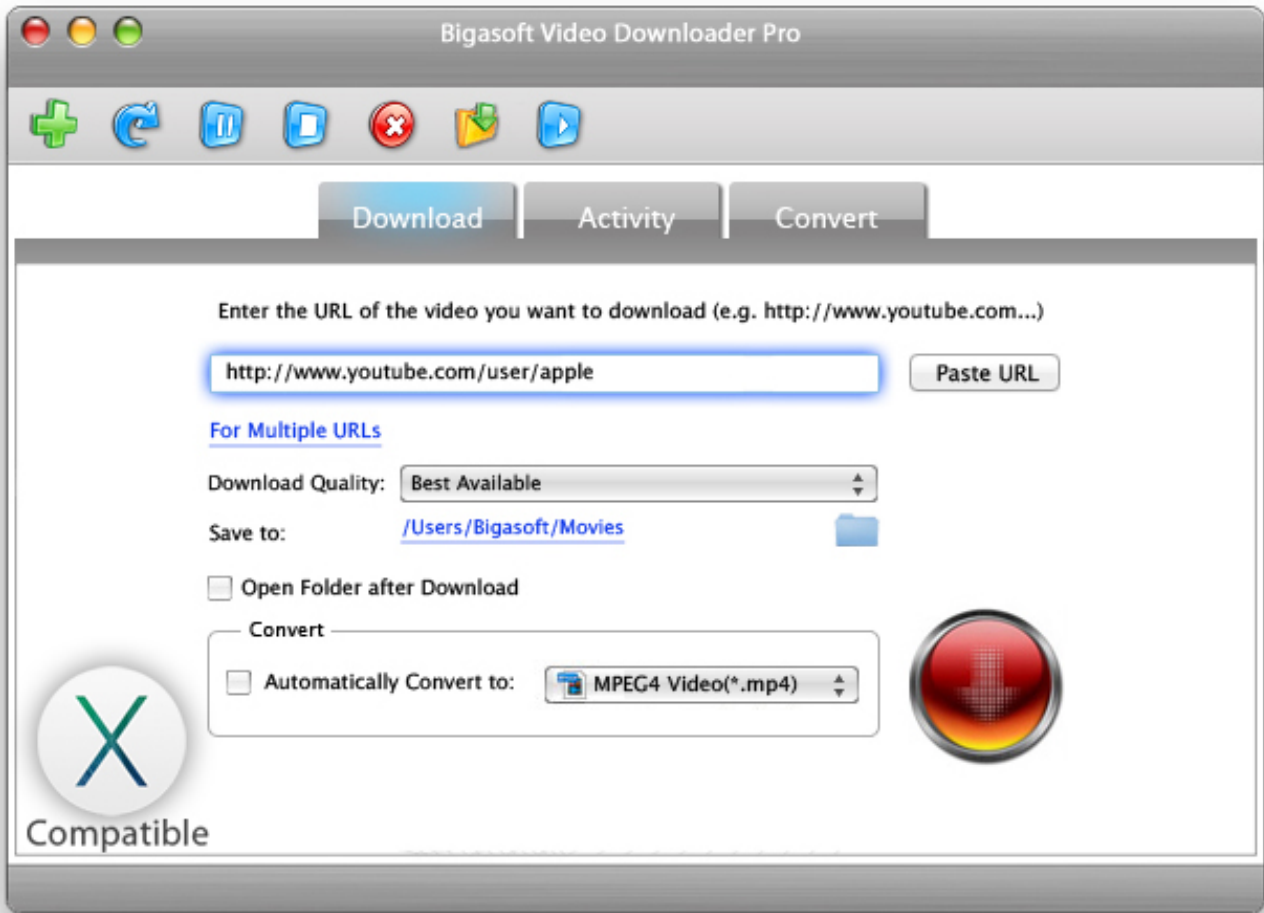 Bigasoft Video Downloader Pro
Download
Activity
Convert
Enter the URL of the video you want to download (e.g. http://www.youtube.com...)
http://www.youtube.com/user/apple
Paste URL
For Multiple URLs
Download Quality:
Best Available
Save to:
/Users/Bigasoft/Movies
Open Folder after Download
Convert
Automatically Convert to:
MPEG4 Video(*.mp4)
X
Compatible